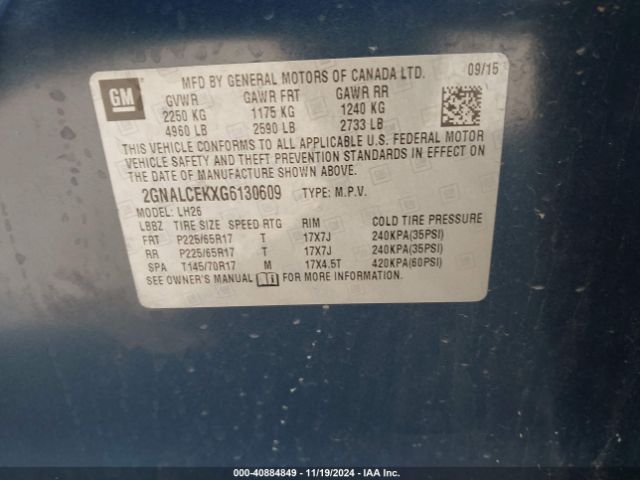 GM
MFD BY GENERAL MOTORS OF CANADA LTD. 09/15
GVWR GAWR FRT GAWR RR
2250 KG 1175 KG 1240 KG
4960 LB 2590 LB 2733 LB
THIS VEHICLE CONFORMS TO ALL APPLICABLE U.S. FEDERAL MOTOR
VEHICLE SAFETY AND THEFT PREVENTION STANDARDS IN EFFECT ON
THE DATE OF MANUFACTURE SHOWN ABOVE.
2GNALCEKXG6130609 TYPE: M.P.V.
MODEL: LH26
LBBZ TIRE SIZE SPEED RTG RIM COLD TIRE PRESSURE
FRT P225/65R17 T 17X7J 240KPA(35PSI)
RR P225/65R17 T 17X7J 240KPA(35PSI)
SPA T145/70R17 M 17X4.5T 420KPA(60PSI)
SEE OWNER'S MANUAL FOR MORE INFORMATION
000-40884849 - 11/19/2024 - IAA Inc.